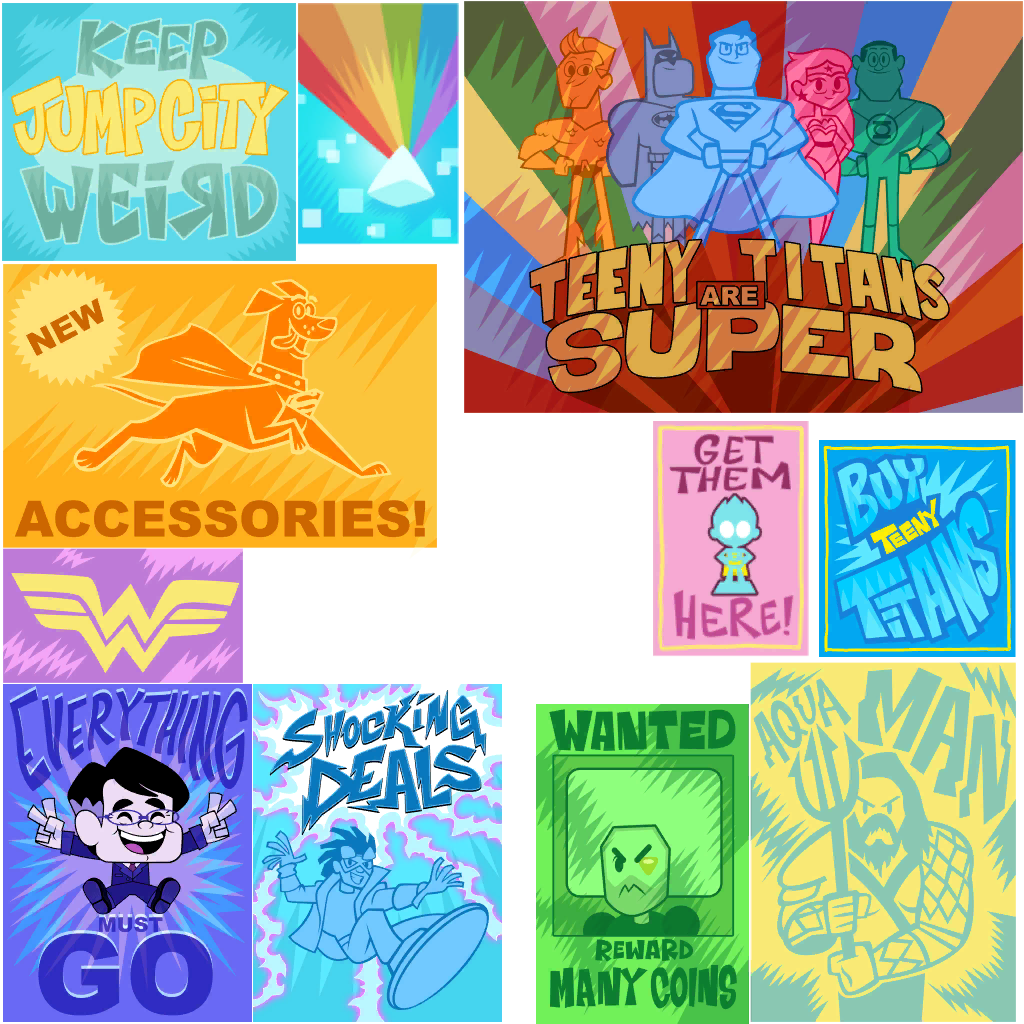 KEEP
JUMP CITY
WEIRD
TEENY TITANS
ARE
SUPER
NEW
ACCESSORIES!
GET
THEM
HERE!
BUY
TEENY
TITANS
EVERYTHING
MUST
GO
SHOCKING
DEALS
WANTED
REWARD
MANY COINS
AQUA
MAN